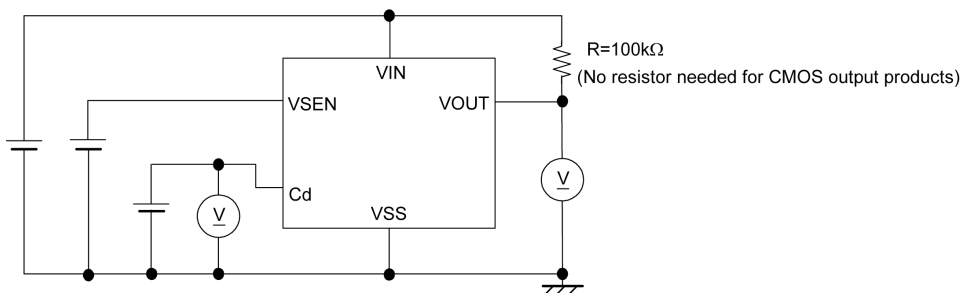 R=100kΩ
(No resistor needed for CMOS output products)
VIN
VSEN
VOUT
Cd
V
V
VSS